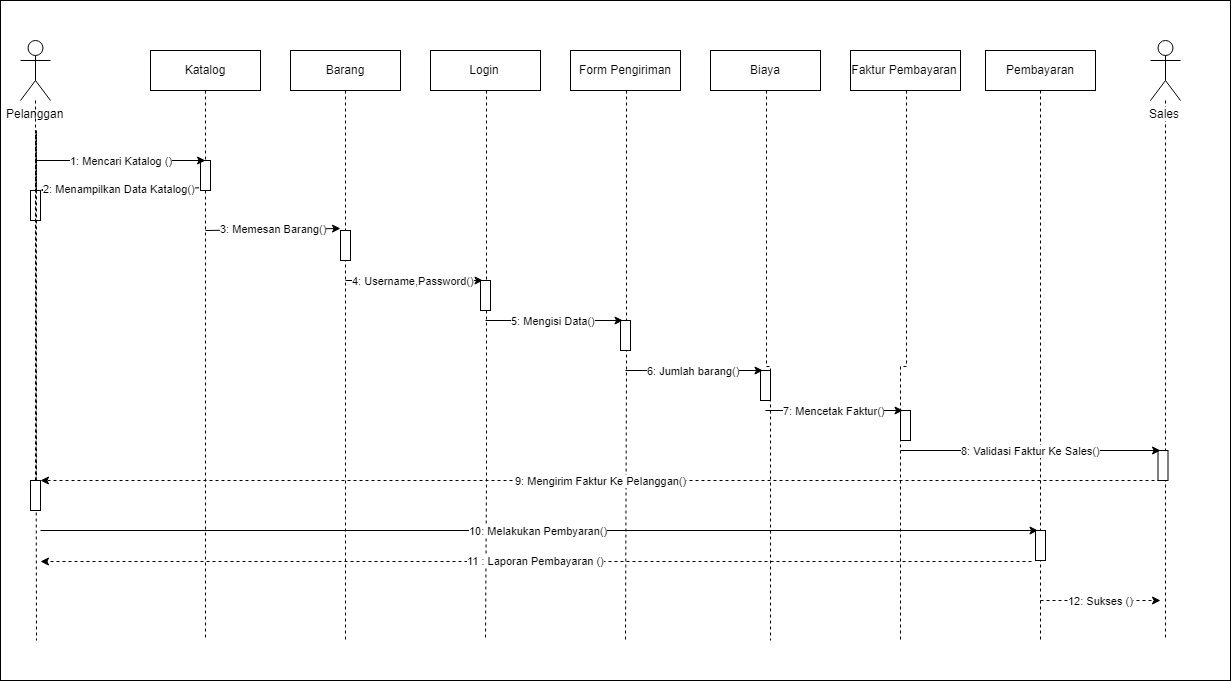 Pelanggan
Katalog
Barang
Login
Form Pengiriman
Biaya
Faktur Pembayaran
Pembayaran
Sales
1: Mencari Katalog ()
2: Menampilkan Data Katalog()
3: Memesan Barang()
4: Username,Password()
5: Mengisi Data()
6: Jumlah barang()
7: Mencetak Faktur()
8: Validasi Faktur Ke Sales()
9: Mengirim Faktur Ke Pelanggan()
10: Melakukan Pembyaran()
11 : Laporan Pembayaran ()
12: Sukses ()